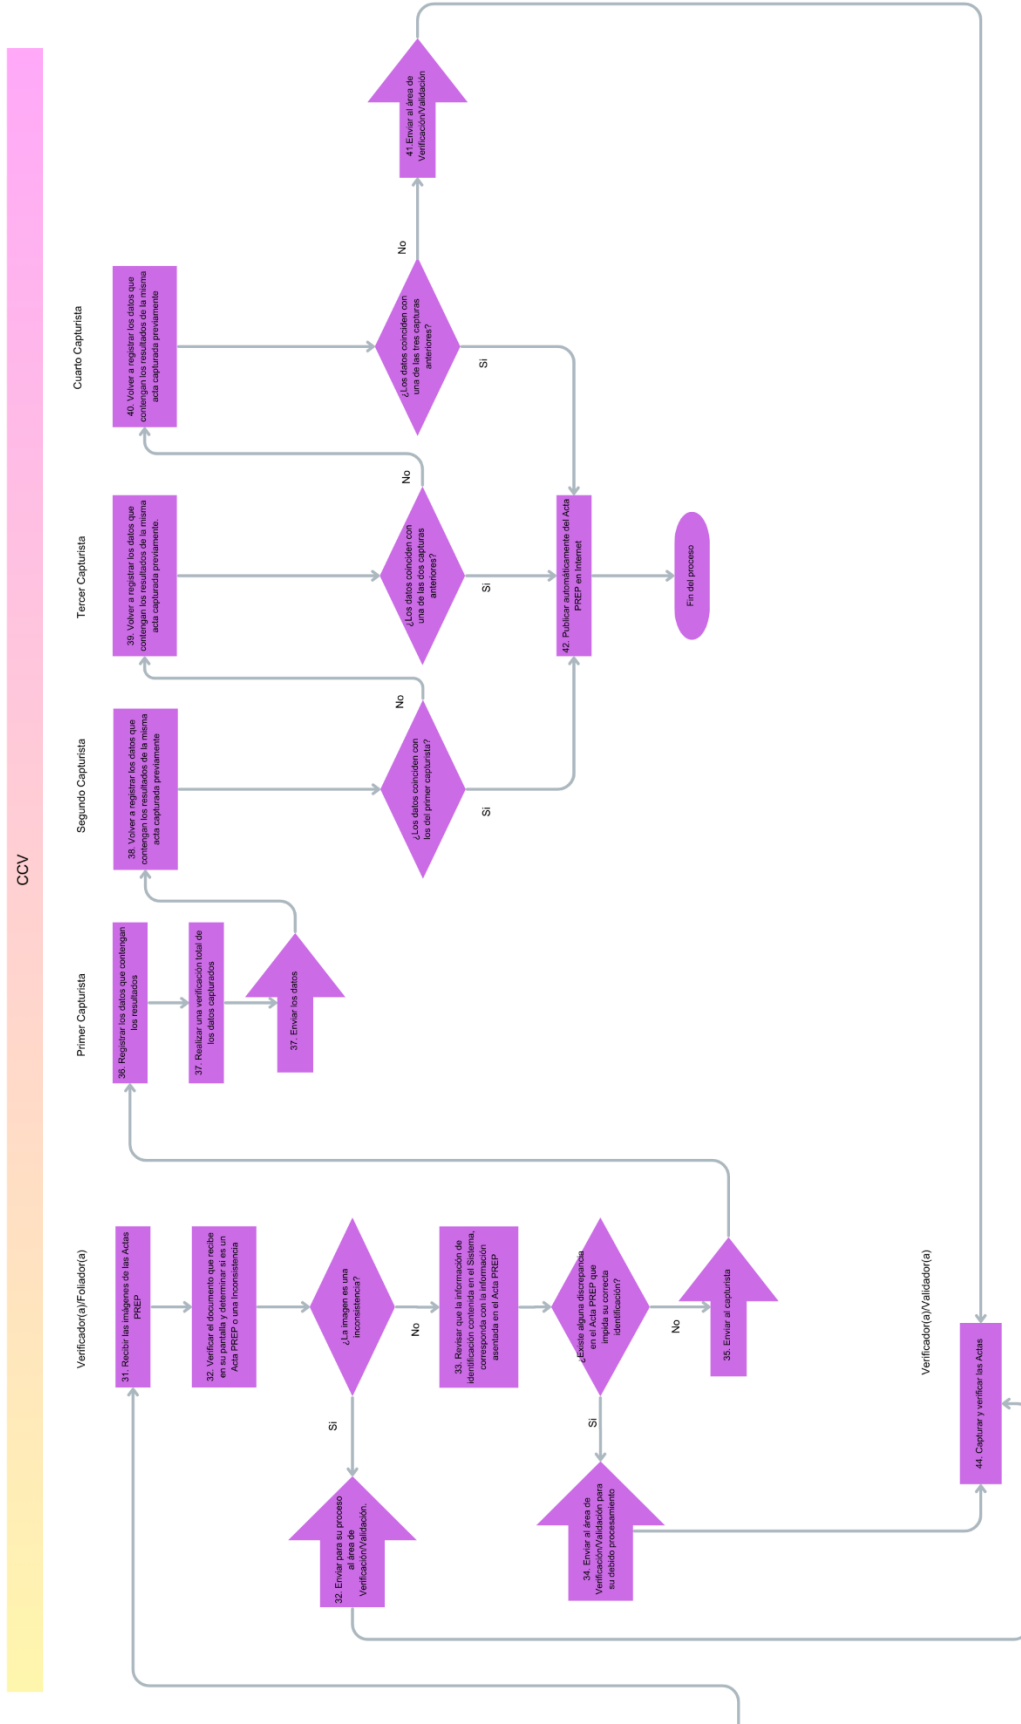 CCV
Verificador(a)/Foliador(a)
31. Recibir las imágenes de las Actas
PREP
32. Verificar el documento que recibe
en su pantalla y determinar si es un
Acta PREP o una Inconsistencia
¿La imagen es una
inconsistencia?
Si
No
32. Enviar para su proceso
al área de
Verificación/Validación.
33. Revisar que la información de
identificación contenida en el Sistema,
corresponda con la información
asentada en el Acta PREP
¿Existe alguna discrepancia
en el Acta PREP que
impida su correcta
identificación?
Si
No
34. Enviar al área de
Verificación/Validación para
su debido procesamiento
35. Enviar al capturista
Primer Capturista
36. Registrar los datos que contengan
los resultados
37. Realizar una verificación total de
los datos capturados
37. Enviar los datos
Segundo Capturista
38. Volver a registrar los datos que
contengan los resultados de la misma
acta capturada previamente
¿Los datos coinciden con
los del primer capturista?
No
Si
Tercer Capturista
39. Volver a registrar los datos que
contengan los resultados de la misma
acta capturada previamente.
¿Los datos coinciden con
una de las dos capturas
anteriores?
No
Si
Cuarto Capturista
40. Volver a registrar los datos que
contengan los resultados de la misma
acta capturada previamente
¿Los datos coinciden con
una de las tres capturas
anteriores?
No
Si
41.Enviar al área de
Verificación/Validación
42. Publicar automáticamente del Acta
PREP en Internet
Fin del proceso
Verificador(a)/Validador(a)
44. Capturar y verificar las Actas